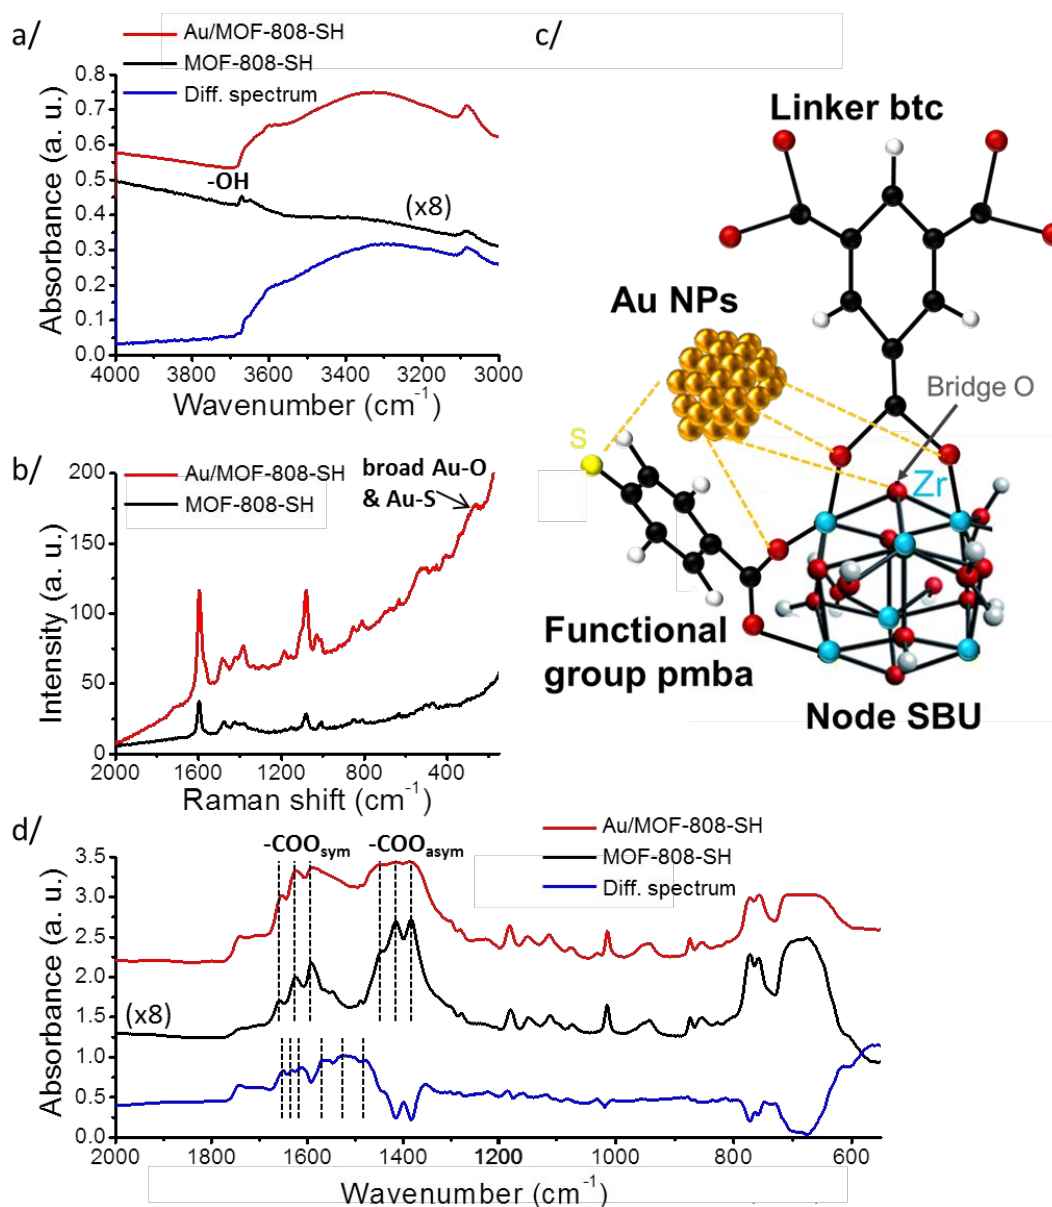 a/
Au/MOF-808-SH
MOF-808-SH
Diff. spectrum
0.8
0.7
0.6
0.5
0.4
0.3
0.2
0.1
0.0
Absorbance (a. u.)
-OH
(x8)
4000 3800 3600 3400 3200 3000
Wavenumber (cm-1)
b/
Au/MOF-808-SH
MOF-808-SH
broad Au-O
& Au-S
200
150
100
50
0
Intensity (a. u.)
2000 1600 1200 800 400
Raman shift (cm-1)
c/
Linker btc
Au NPs
Bridge O
S
Zr
Functional
group pmba
Node SBU
d/
-COOsym
-COOasym
Au/MOF-808-SH
MOF-808-SH
Diff. spectrum
3.5
2.5
2.0
1.5
1.0
0.5
0.0
Absorbance (a. u.)
(x8)
2000 1800 1600 1400 1200 1000 800 600
Wavenumber (cm-1)